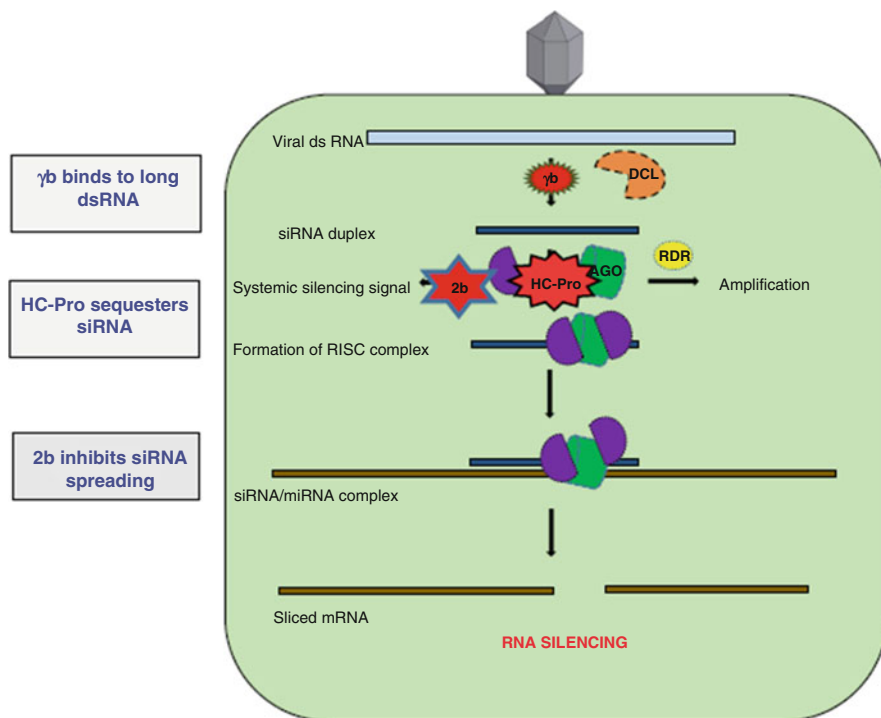 Viral ds RNA
γb binds to long
dsRNA
γb
DCL
siRNA duplex
RDR
AGO
HC-Pro
2b
Systemic silencing signal
Amplification
HC-Pro sequesters
siRNA
Formation of RISC complex
2b inhibits siRNA
spreading
siRNA/miRNA complex
Sliced mRNA
RNA SILENCING